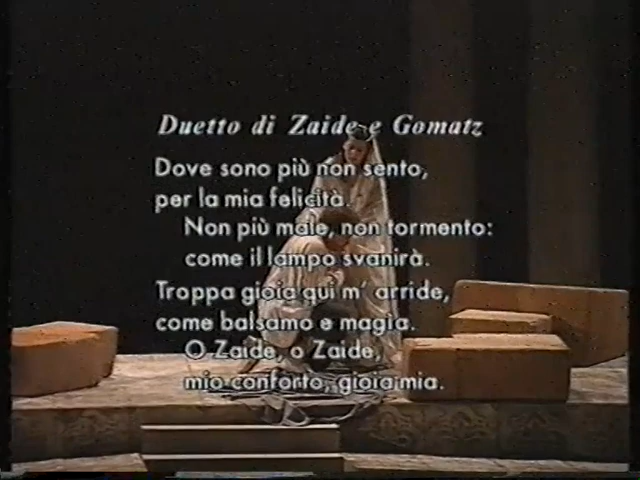 Duetto di Zaide e Gomatz
Dove sono più non sento,
per la mia felicità.
Non più male, non tormento:
come il lampo svanirà.
Troppa gioia qui m' arride,
come balsamo e magia.
O Zaide, o Zaide,
mio conforto, gioia mia.